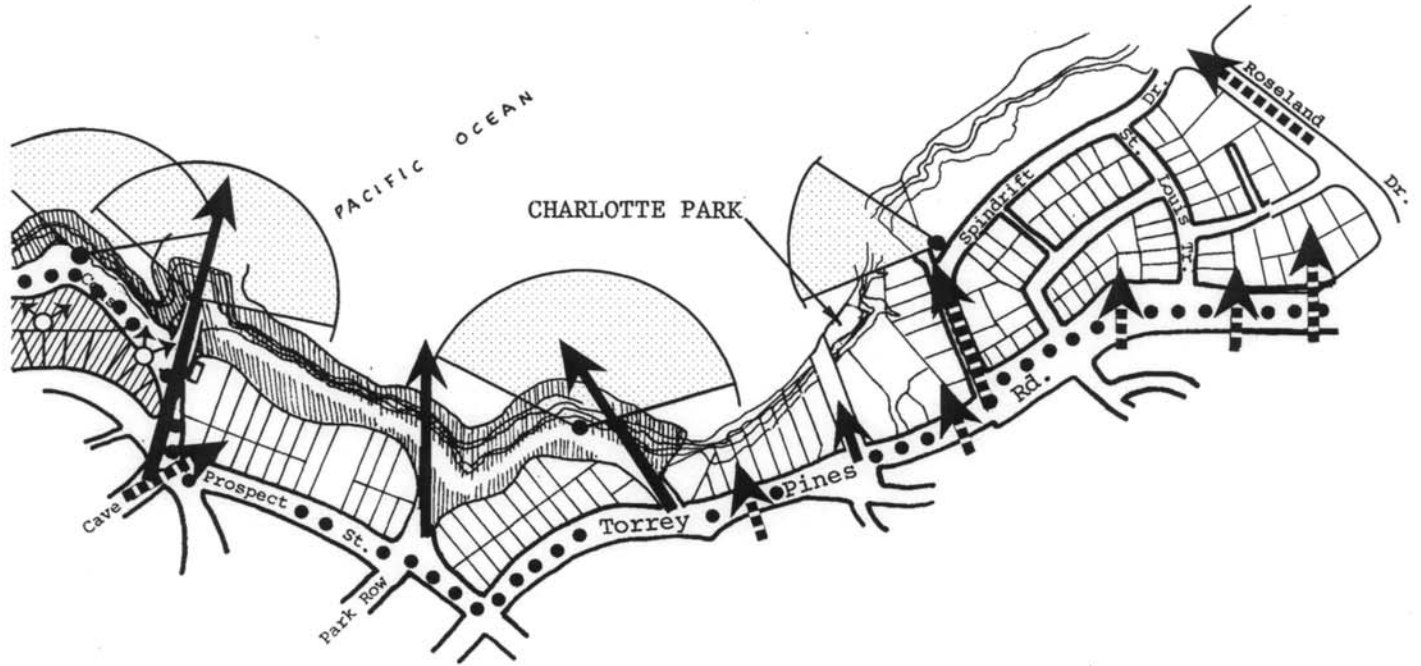 PACIFIC OCEAN
CHARLOTTE PARK
Roseland
Dr.
Dr.
St.
Louis
Tr.
Spindrift
Rd.
Pines
Torrey
Prospect
St.
Cave
Park Row